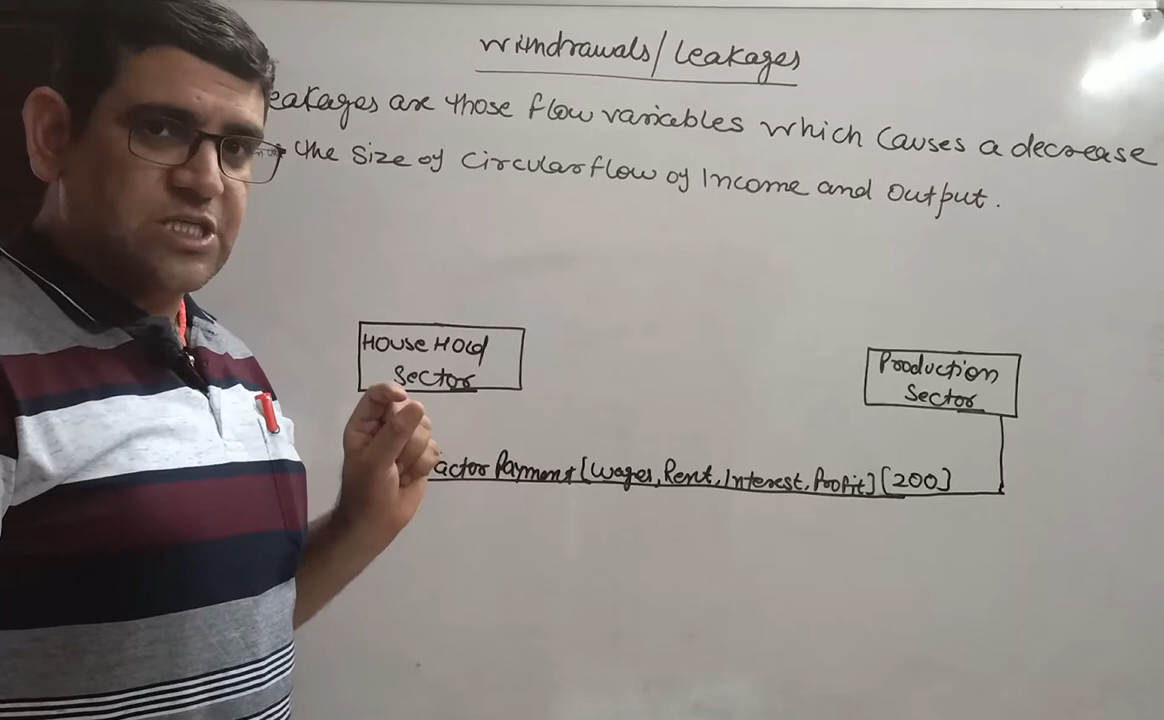 Withdrawals/Leakages
eakages are those flow variables which causes a decrease
the size of circular flow of Income and output.
House Hold
Sector
Production
Sector
actor Payment [Wages, Rent, Interest, Profit] [200]